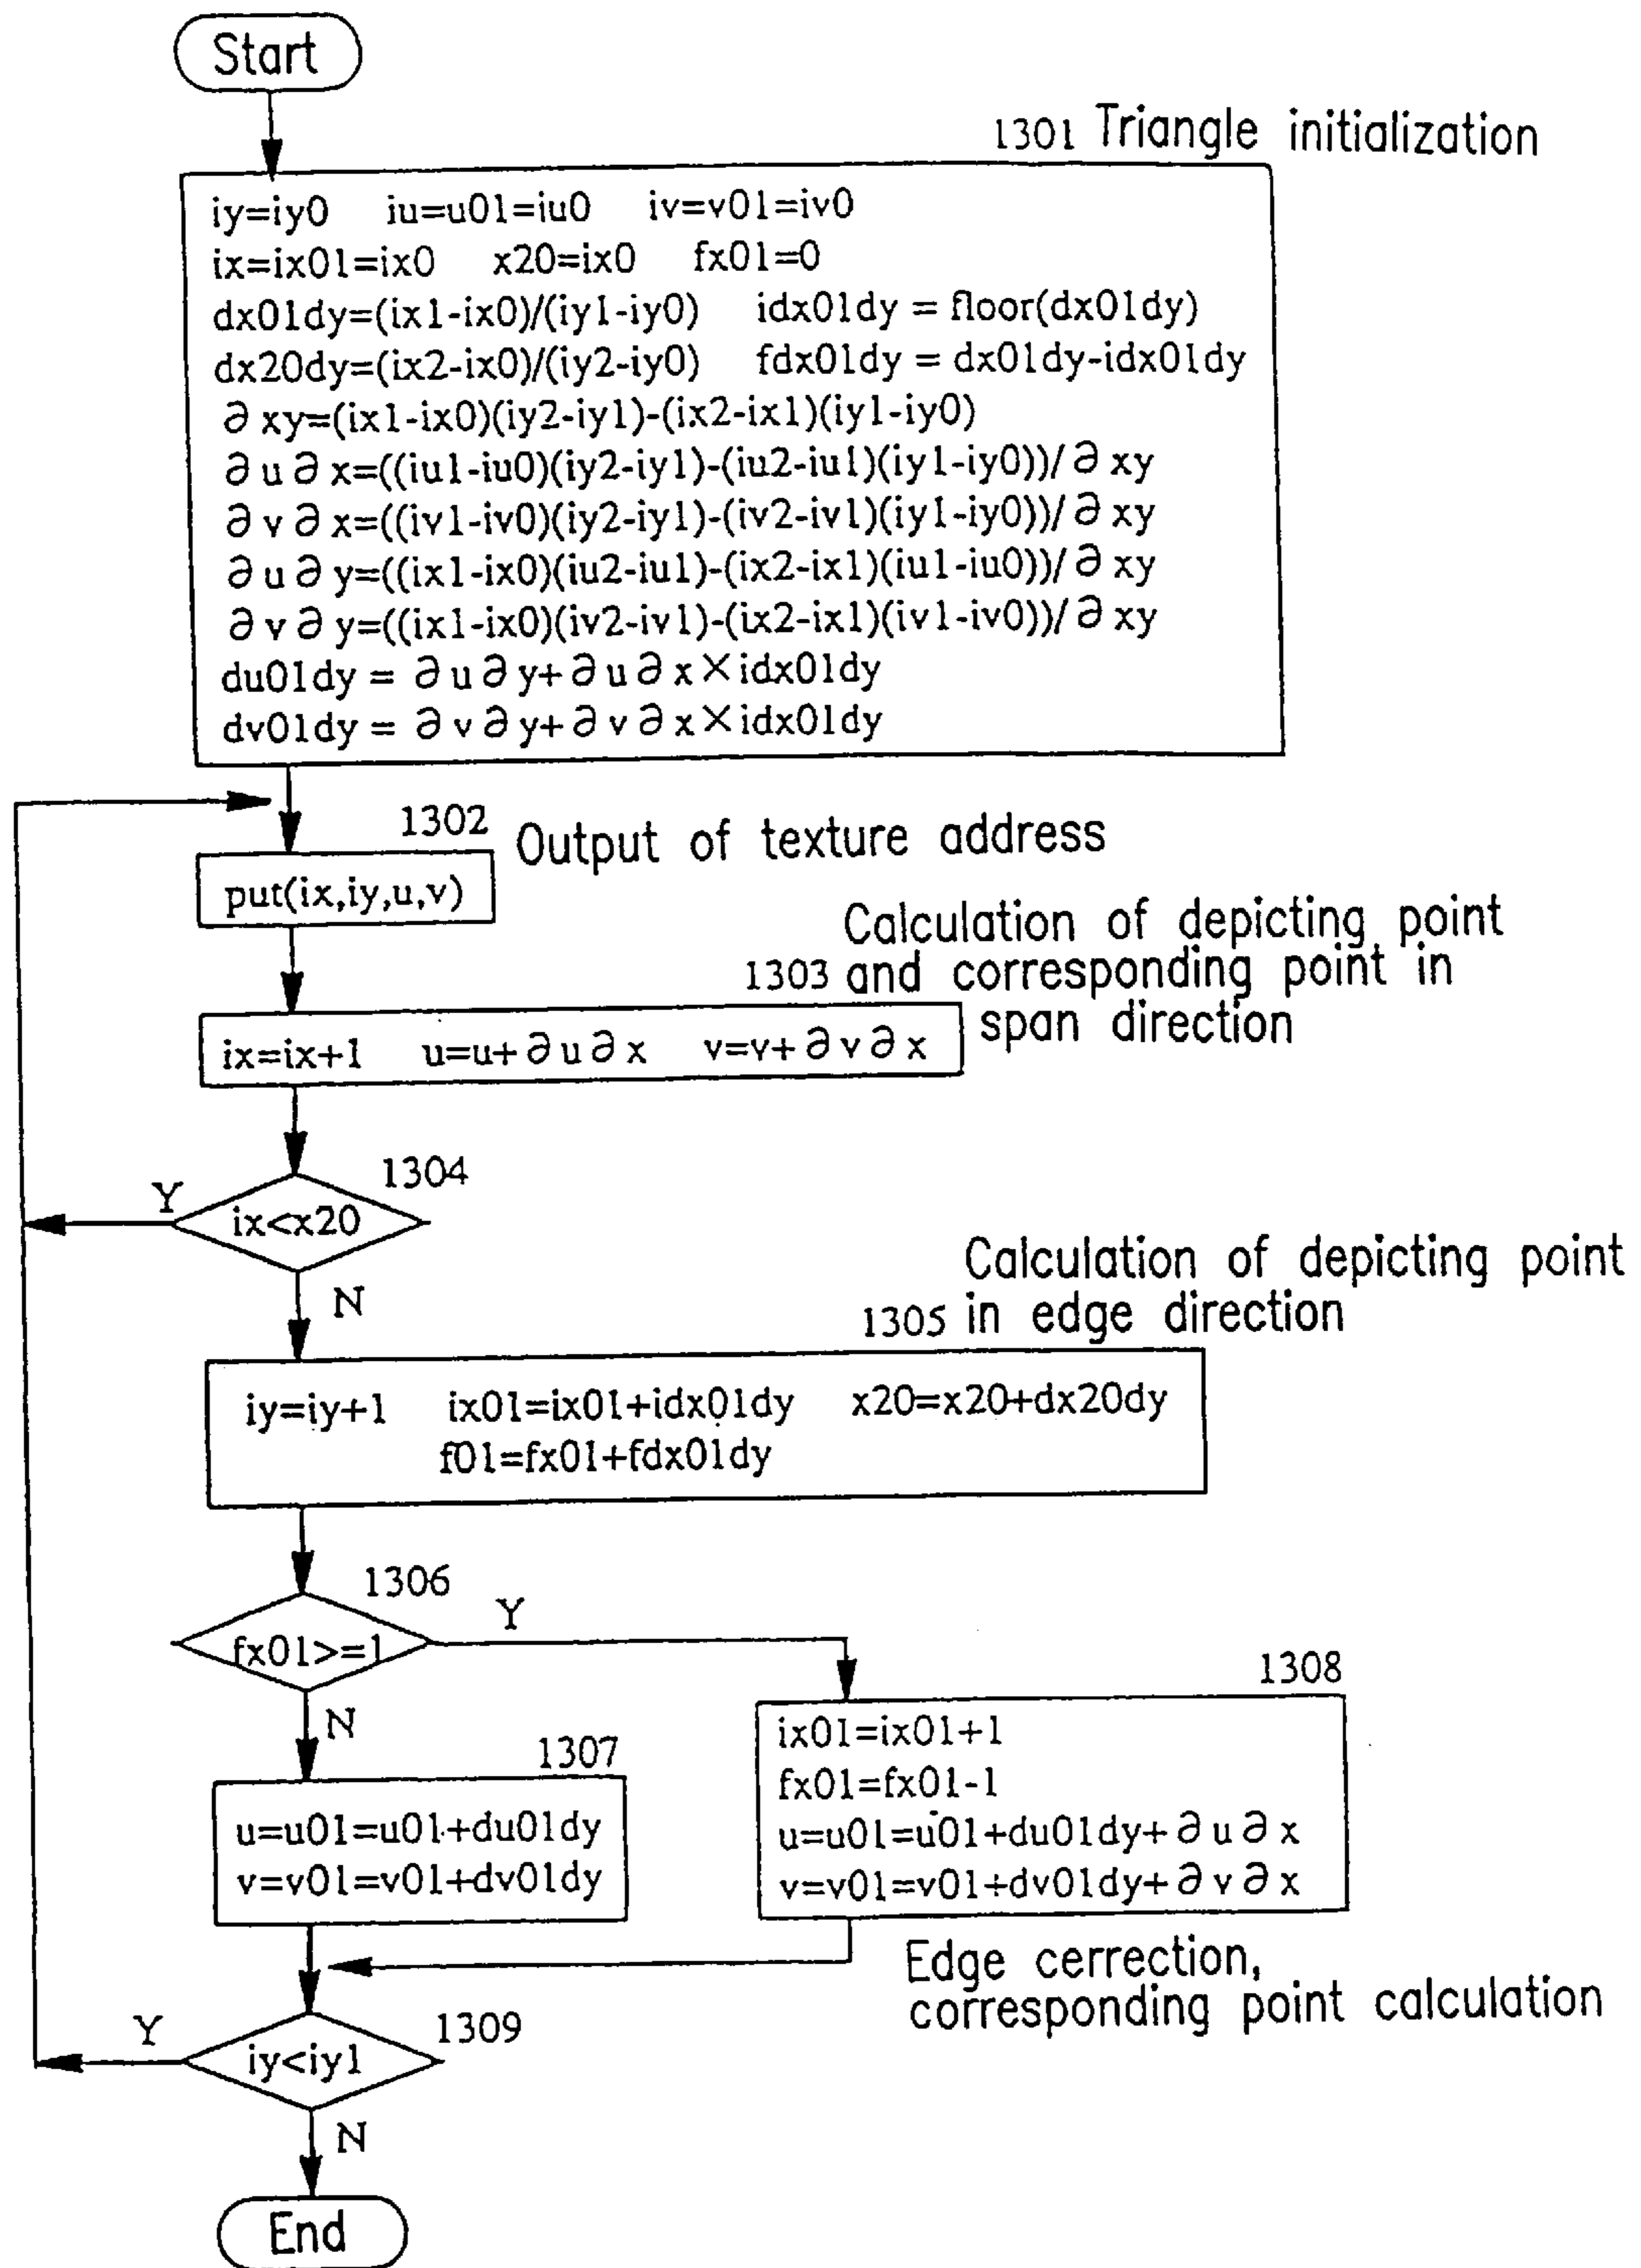 Start
1301 Triangle initialization
iy=iy0 iu=u01=iu0 iv=v01=iv0
ix=ix01=ix0 x20=ix0 fx01=0
dx01dy=(ix1-ix0)/(iy1-iy0) idx01dy = floor(dx01dy)
dx20dy=(ix2-ix0)/(iy2-iy0) fdx01dy = dx01dy-idx01dy
∂xy=(ix1-ix0)(iy2-iy1)-(ix2-ix1)(iy1-iy0)
∂u∂x=((iu1-iu0)(iy2-iy1)-(iu2-iu1)(iy1-iy0))/∂xy
∂v∂x=((iv1-iv0)(iy2-iy1)-(iv2-iv1)(iy1-iy0))/∂xy
∂u∂y=((ix1-ix0)(iu2-iu1)-(ix2-ix1)(iu1-iu0))/∂xy
∂v∂y=((ix1-ix0)(iv2-iv1)-(ix2-ix1)(iv1-iv0))/∂xy
du01dy = ∂u∂y+∂u∂x×idx01dy
dv01dy = ∂v∂y+∂v∂x×idx01dy
1302 Output of texture address
put(ix,iy,u,v)
Calculation of depicting point
1303 and corresponding point in
span direction
ix=ix+1 u=u+∂u∂x v=v+∂v∂x
1304
Y
ix<x20
N
Calculation of depicting point
1305 in edge direction
iy=iy+1 ix01=ix01+idx01dy x20=x20+dx20dy
f01=fx01+fdx01dy
1306
Y
fx01>=1
N
1308
ix01=ix01+1
fx01=fx01-1
u=u01=u01+du01dy+∂u∂x
v=v01=v01+dv01dy+∂v∂x
1307
u=u01=u01+du01dy
v=v01=v01+dv01dy
Edge cerrection,
corresponding point calculation
1309
Y
iy<iy1
N
End